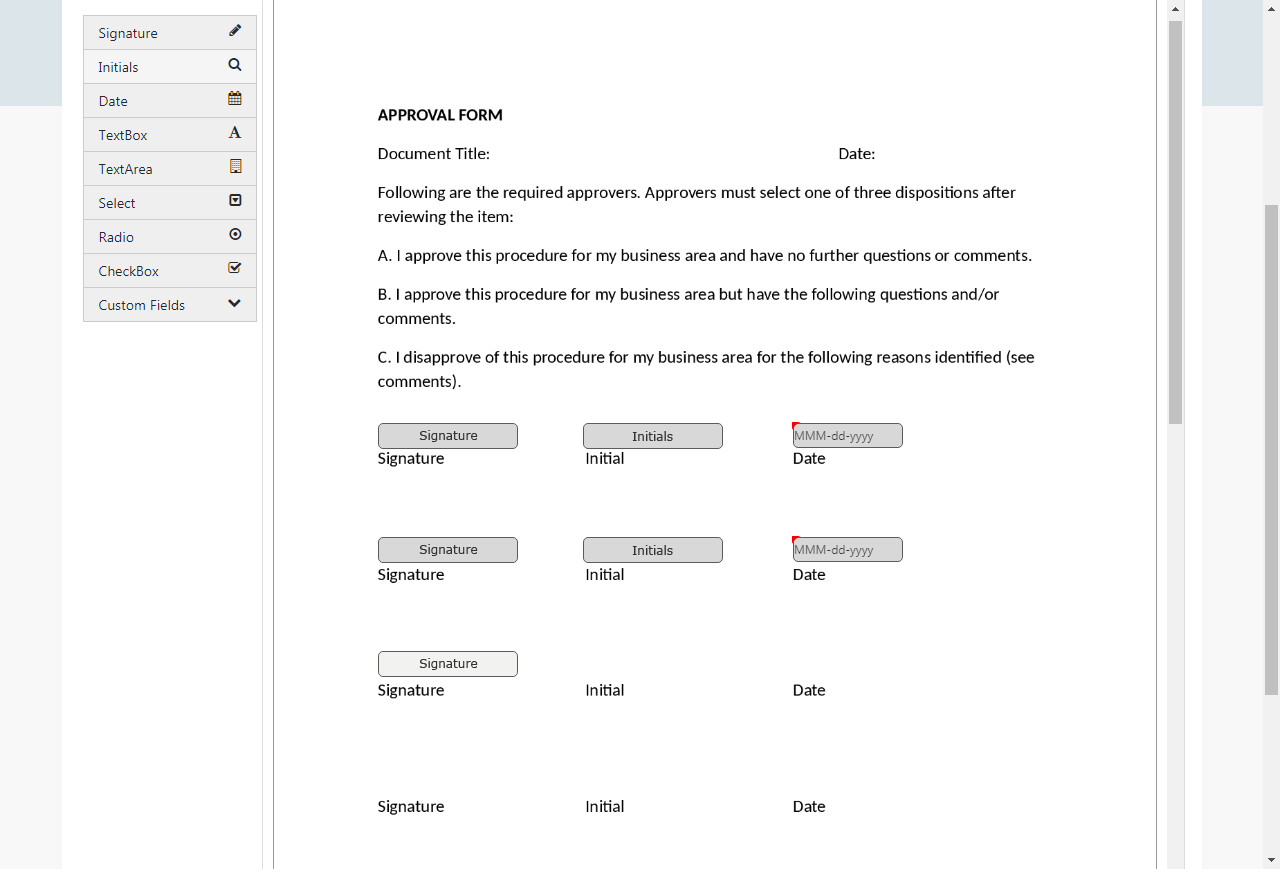 Signature
Initials
Date
TextBox
TextArea
Select
Radio
CheckBox
Custom Fields
APPROVAL FORM
Document Title: Date:
Following are the required approvers. Approvers must select one of three dispositions after
reviewing the item:
A. I approve this procedure for my business area and have no further questions or comments.
B. I approve this procedure for my business area but have the following questions and/or
comments.
C. I disapprove of this procedure for my business area for the following reasons identified (see
comments).
Signature Initials MMM-dd-yyyy
Signature Initial Date
Signature Initials MMM-dd-yyyy
Signature Initial Date
Signature
Signature Initial Date
Signature Initial Date